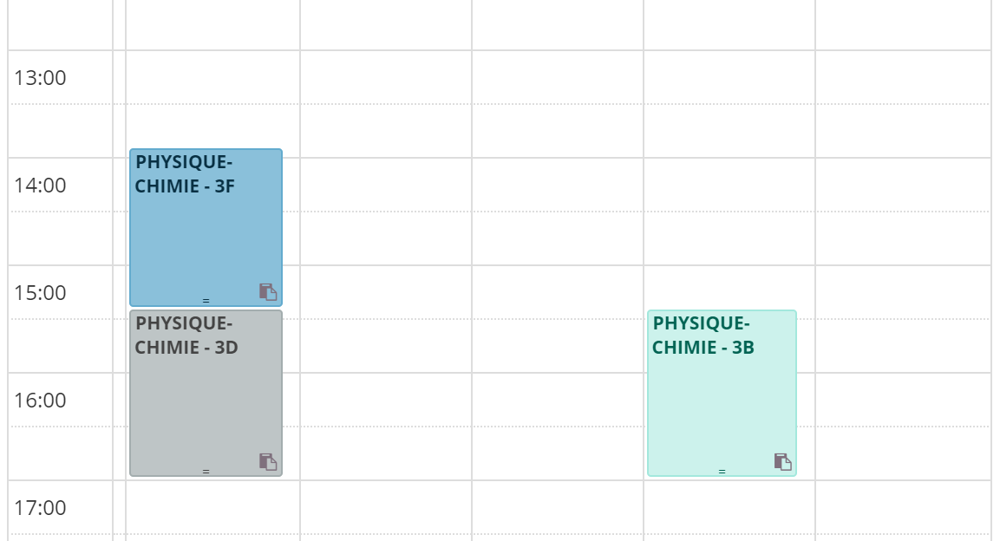 13:00
14:00
15:00
16:00
17:00
PHYSIQUE-
CHIMIE - 3F
=
PHYSIQUE-
CHIMIE - 3D
=
PHYSIQUE-
CHIMIE - 3B
=